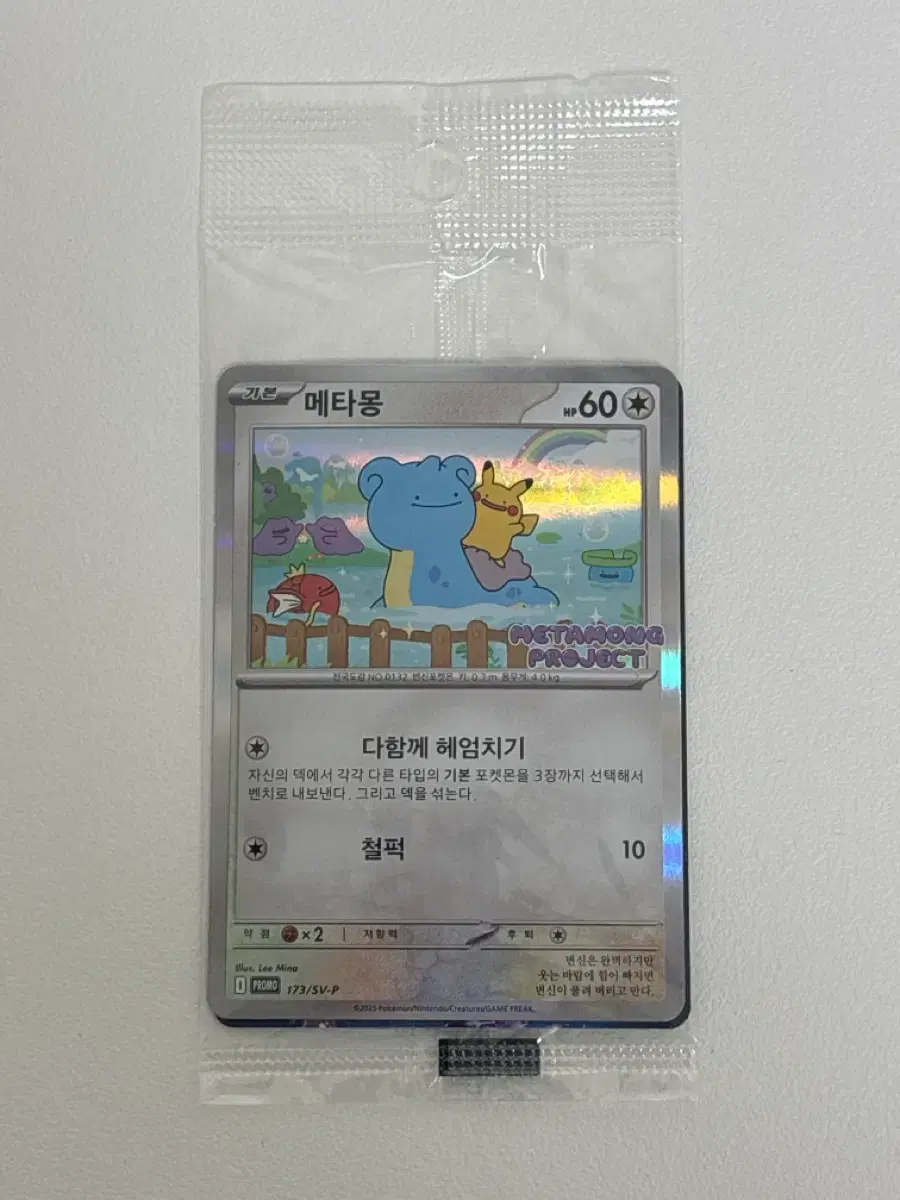 기본 메타몽 HP 60
METAMONG
PROJECT
전국도감 NO.0132 변신포켓몬 키: 0.3 m 몸무게: 4.0 kg
다함께 헤엄치기
자신의 덱에서 각각 다른 타입의 기본 포켓몬을 3장까지 선택해서
벤치로 내보낸다. 그리고 덱을 섞는다.
철퍽 10
약점 ×2 저항력 후퇴
변신은 완벽하지만
웃는 바람에 힘이 빠지면
변신이 풀려 버리고 만다.
Illus. Lee Mina
PROMO 173/SV-P
©2025 Pokémon/Nintendo/Creatures/GAME FREAK.